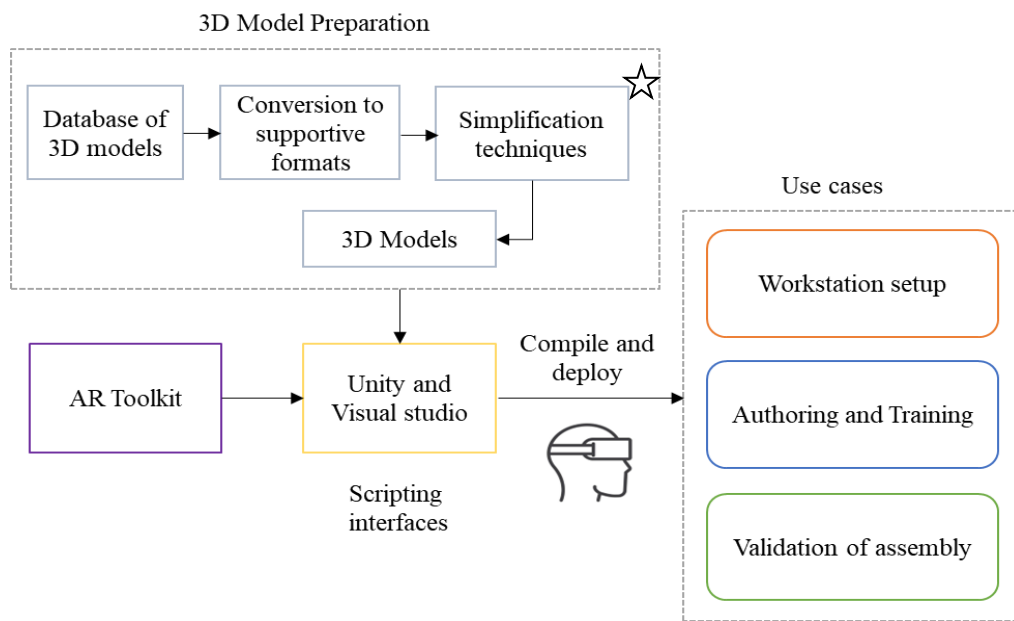 3D Model Preparation
Database of
3D models
Conversion to
supportive
formats
Simplification
techniques
3D Models
Use cases
Workstation setup
AR Toolkit
Unity and
Visual studio
Compile and
deploy
Authoring and Training
Scripting
interfaces
Validation of assembly